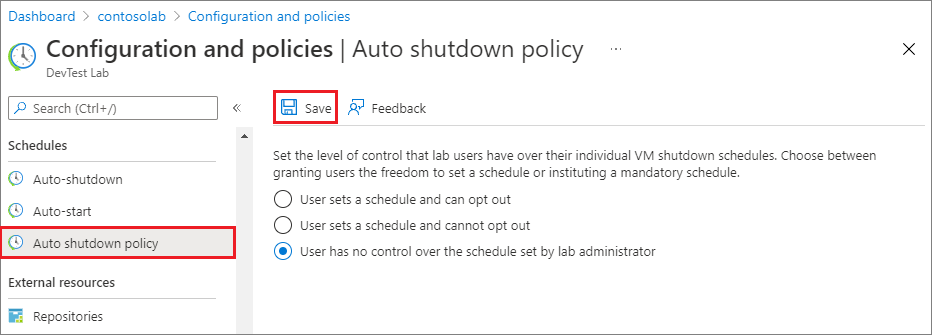 Dashboard > contosolab > Configuration and policies
Configuration and policies | Auto shutdown policy ...
DevTest Lab
Search (Ctrl+/)
«
Schedules
Auto-shutdown
Auto-start
Auto shutdown policy
External resources
Repositories
Save Feedback
Set the level of control that lab users have over their individual VM shutdown schedules. Choose between
granting users the freedom to set a schedule or instituting a mandatory schedule.
User sets a schedule and can opt out
User sets a schedule and cannot opt out
User has no control over the schedule set by lab administrator